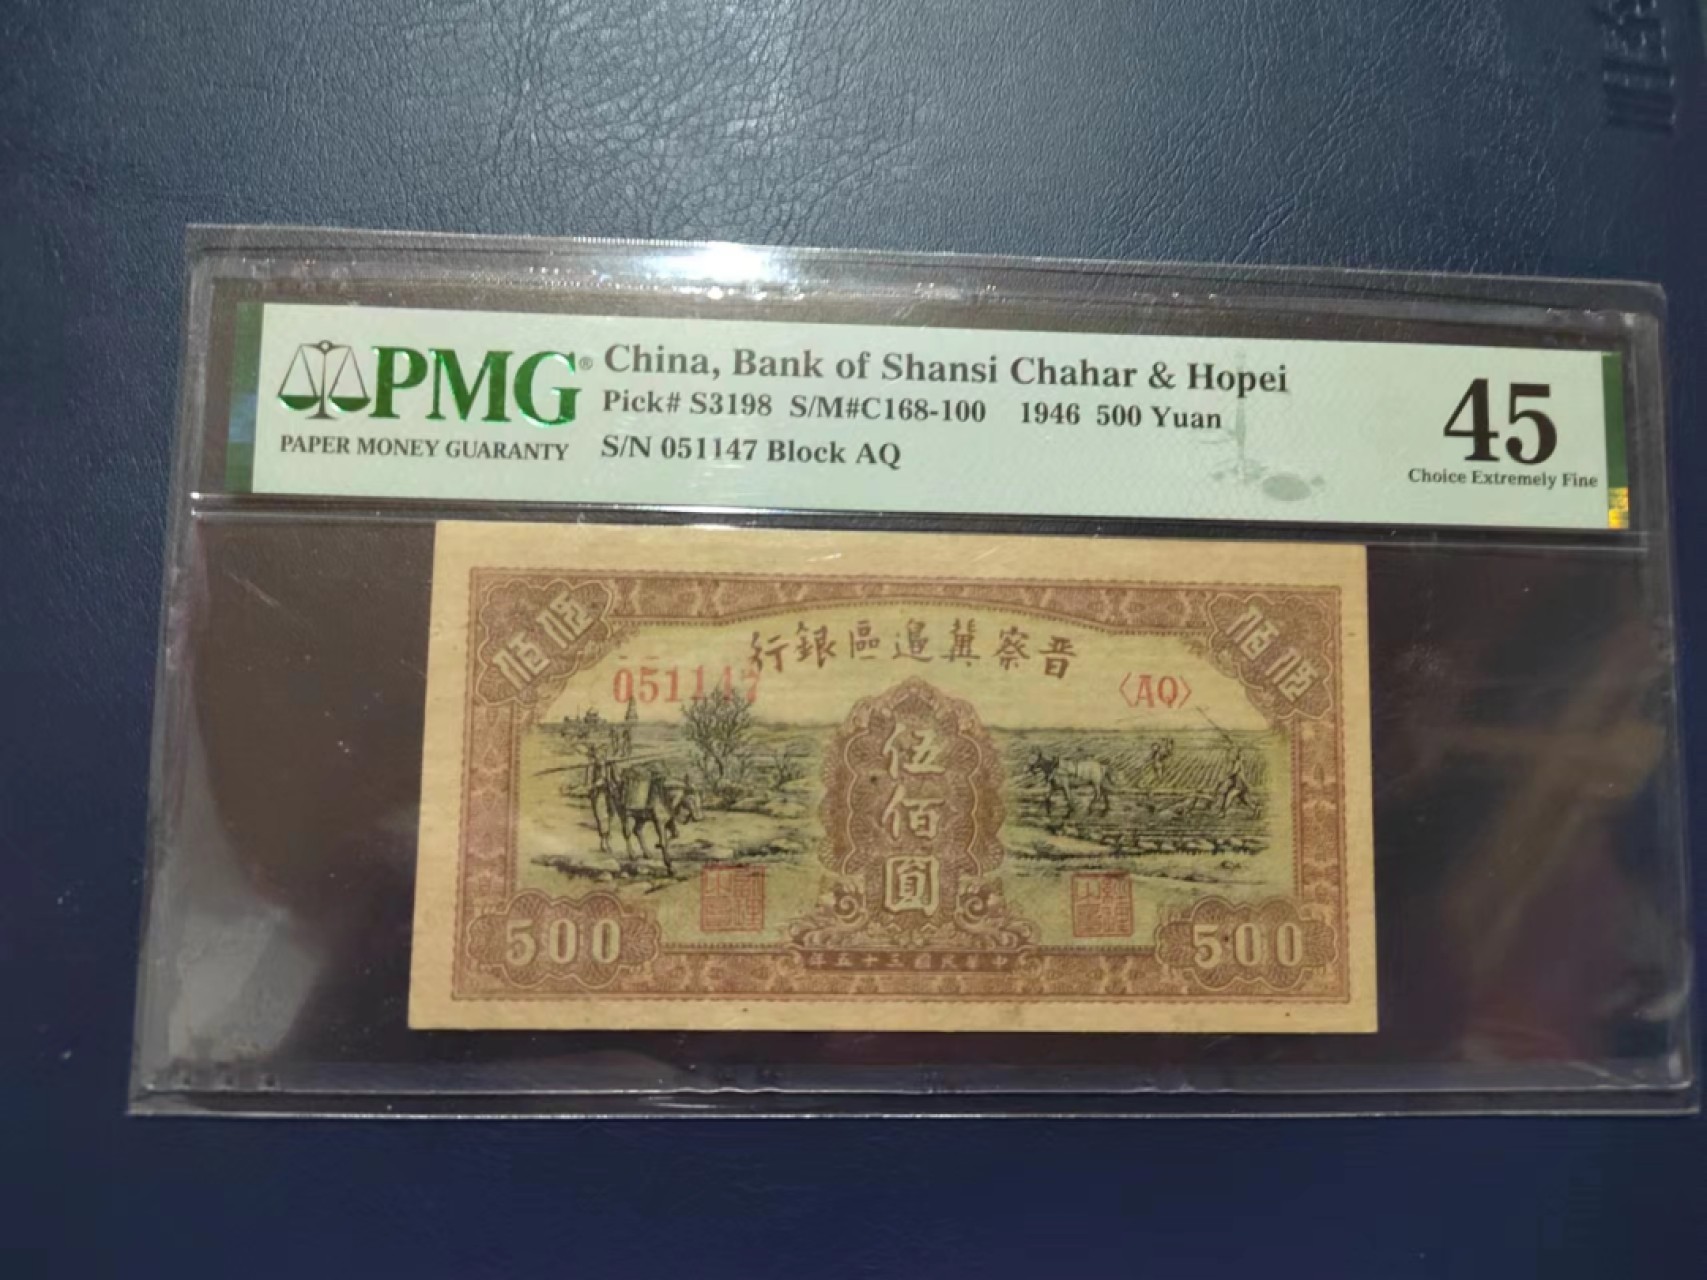 PMG® China, Bank of Shansi Chahar & Hopei
Pick# S3198 S/M#C168-100 1946 500 Yuan
PAPER MONEY GUARANTY S/N 051147 Block AQ
45
Choice Extremely Fine
伍佰
伍佰
行銀區邊冀察晋
051147
〈AQ〉
伍佰圓
500
500
年五十三國民華中